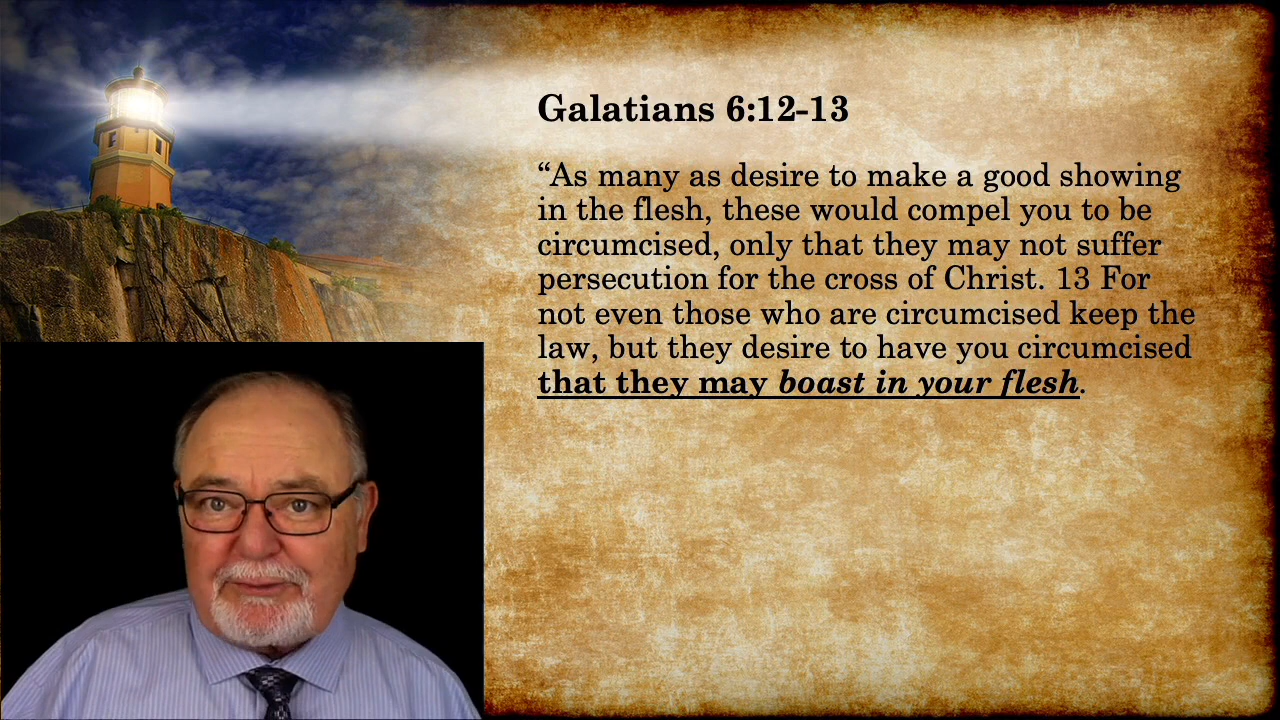 Galatians 6:12-13
“As many as desire to make a good showing
in the flesh, these would compel you to be
circumcised, only that they may not suffer
persecution for the cross of Christ. 13 For
not even those who are circumcised keep the
law, but they desire to have you circumcised
that they may boast in your flesh.